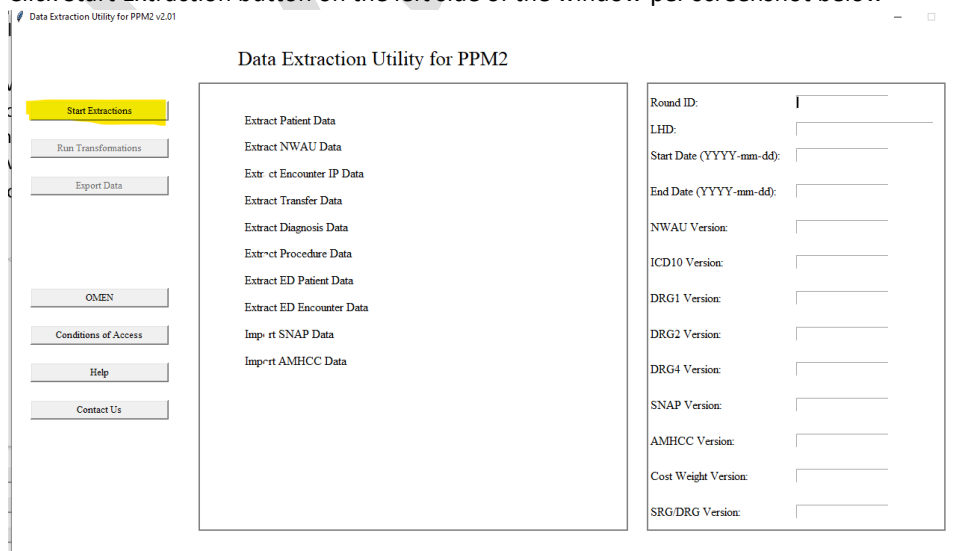 Click Start Extraction button on the left side of the window per screenshot below
Data Extraction Utility for PPM2 v2.01
Data Extraction Utility for PPM2
Start Extractions
Run Transformations
Export Data
OMEN
Conditions of Access
Help
Contact Us
Extract Patient Data
Extract NWAU Data
Extract Encounter IP Data
Extract Transfer Data
Extract Diagnosis Data
Extract Procedure Data
Extract ED Patient Data
Extract ED Encounter Data
Import SNAP Data
Import AMHCC Data
Round ID:
LHD:
Start Date (YYYY-mm-dd):
End Date (YYYY-mm-dd):
NWAU Version:
ICD10 Version:
DRG1 Version:
DRG2 Version:
DRG4 Version:
SNAP Version:
AMHCC Version:
Cost Weight Version:
SRG/DRG Version: